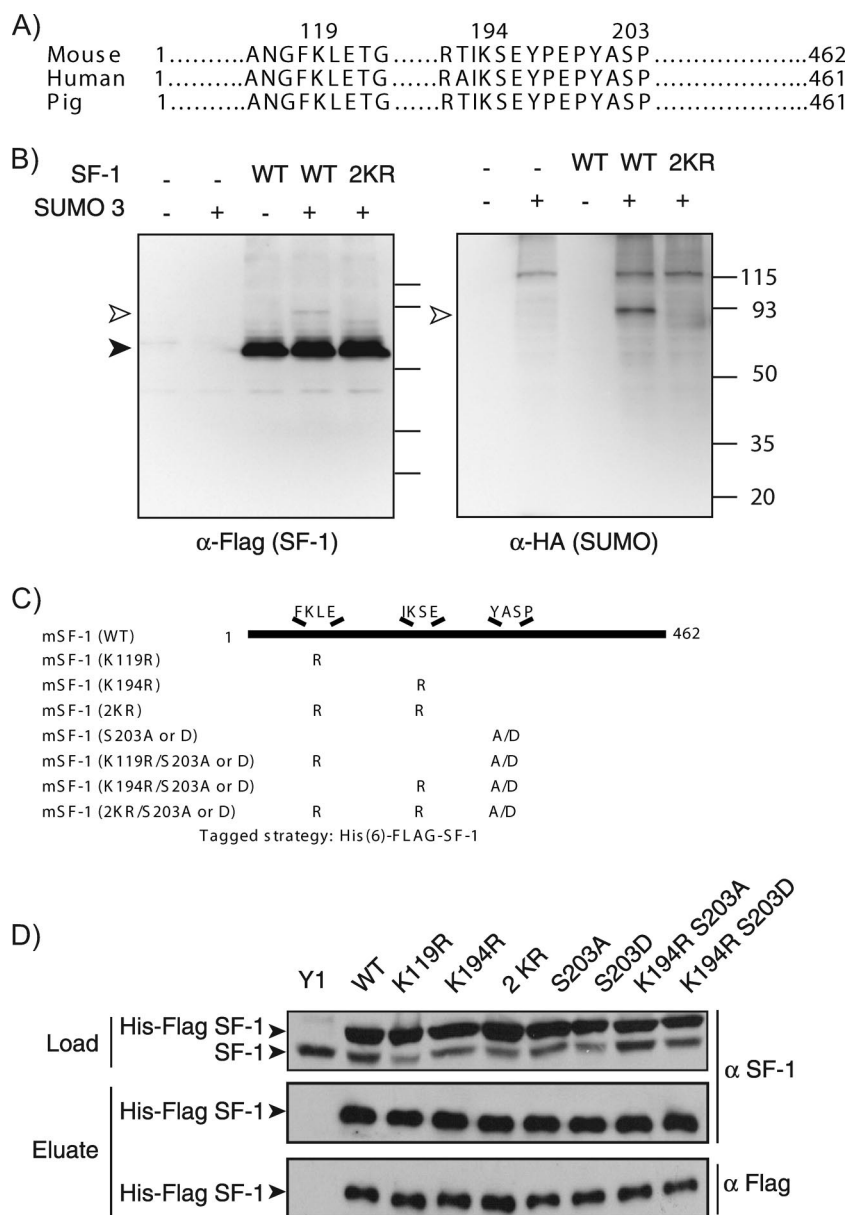 A)
119 194 203
Mouse 1..........ANGFKLETG......RTIKSEYPEPYASP....................462
Human 1..........ANGFKLETG......RAIKSEYPEPYASP....................461
Pig 1..........ANGFKLETG......RTIKSEYPEPYASP....................461
B)
SF-1 - - WT WT 2KR - - WT WT 2KR
SUMO 3 - + - + + - + - + +
115
93
50
35
20
α-Flag (SF-1) α-HA (SUMO)
C)
FKLE IKSE YASP
mSF-1 (WT) 1 462
mSF-1 (K119R) R
mSF-1 (K194R) R
mSF-1 (2KR) R R
mSF-1 (S203A or D) A/D
mSF-1 (K119R/S203A or D) R A/D
mSF-1 (K194R/S203A or D) R A/D
mSF-1 (2KR/S203A or D) R R A/D
Tagged strategy: His(6)-FLAG-SF-1
D)
Y1 WT K119R K194R 2 KR S203A S203D K194R S203A K194R S203D
Load His-Flag SF-1
SF-1
α SF-1
Eluate His-Flag SF-1
His-Flag SF-1 α Flag